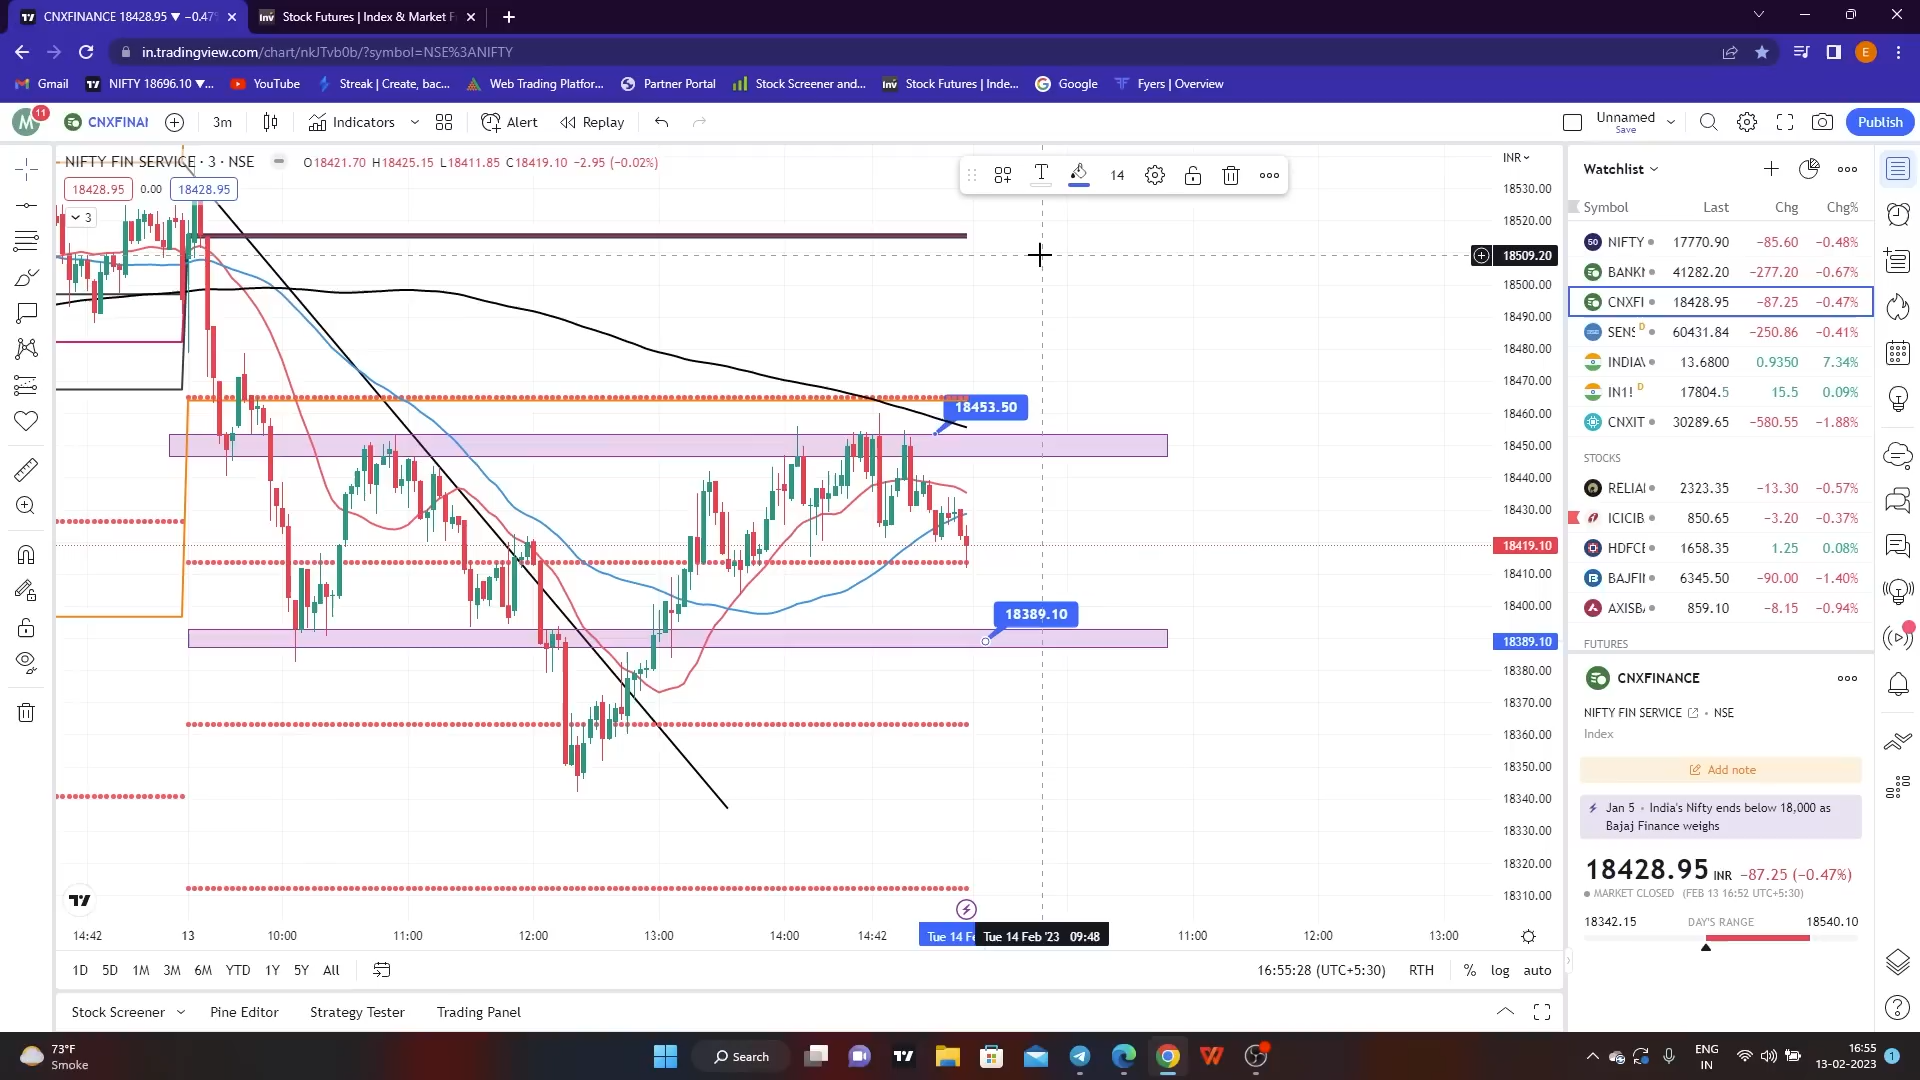 CNXFINANCE 18428.95 ▼ −0.47
Stock Futures | Index & Market F
in.tradingview.com/chart/nkJTvb0b/?symbol=NSE%3ANIFTY
E
Gmail
NIFTY 18696.10 ▼...
YouTube
Streak | Create, bac...
Web Trading Platfor...
Partner Portal
Stock Screener and...
Stock Futures | Inde...
Google
Fyers | Overview
M 11
CNXFINAI
3m
Indicators
Alert
Replay
Unnamed
Save
Publish
NIFTY FIN SERVICE · 3 · NSE
O18421.70 H18425.15 L18411.85 C18419.10 −2.95 (−0.02%)
18428.95 0.00 18428.95
3
14
INR
18530.00
18520.00
18509.20
18500.00
18490.00
18480.00
18470.00
18460.00
18450.00
18440.00
18430.00
18419.10
18410.00
18400.00
18389.10
18380.00
18370.00
18360.00
18350.00
18340.00
18330.00
18320.00
18310.00
18453.50
18389.10
14:42 13 10:00 11:00 12:00 13:00 14:00 14:42 Tue 14 Fe Tue 14 Feb '23 09:48 11:00 12:00 13:00
1D 5D 1M 3M 6M YTD 1Y 5Y All
16:55:28 (UTC+5:30) RTH % log auto
Stock Screener Pine Editor Strategy Tester Trading Panel
Watchlist
Symbol Last Chg Chg%
50 NIFTY 17770.90 −85.60 −0.48%
BANKI 41282.20 −277.20 −0.67%
CNXFI 18428.95 −87.25 −0.47%
SENS D 60431.84 −250.86 −0.41%
INDIAV 13.6800 0.9350 7.34%
IN1! D 17804.5 15.5 0.09%
CNXIT 30289.65 −580.55 −1.88%
STOCKS
RELIAI 2323.35 −13.30 −0.57%
ICICIB 850.65 −3.20 −0.37%
HDFCE 1658.35 1.25 0.08%
BAJFII 6345.50 −90.00 −1.40%
AXISB 859.10 −8.15 −0.94%
FUTURES
CNXFINANCE
NIFTY FIN SERVICE • NSE
Index
Add note
Jan 5 · India's Nifty ends below 18,000 as
Bajaj Finance weighs
18428.95 INR −87.25 (−0.47%)
MARKET CLOSED (FEB 13 16:52 UTC+5:30)
18342.15 DAY'S RANGE 18540.10
73°F
Smoke
Search
ENG
IN
16:55
13-02-2023
1